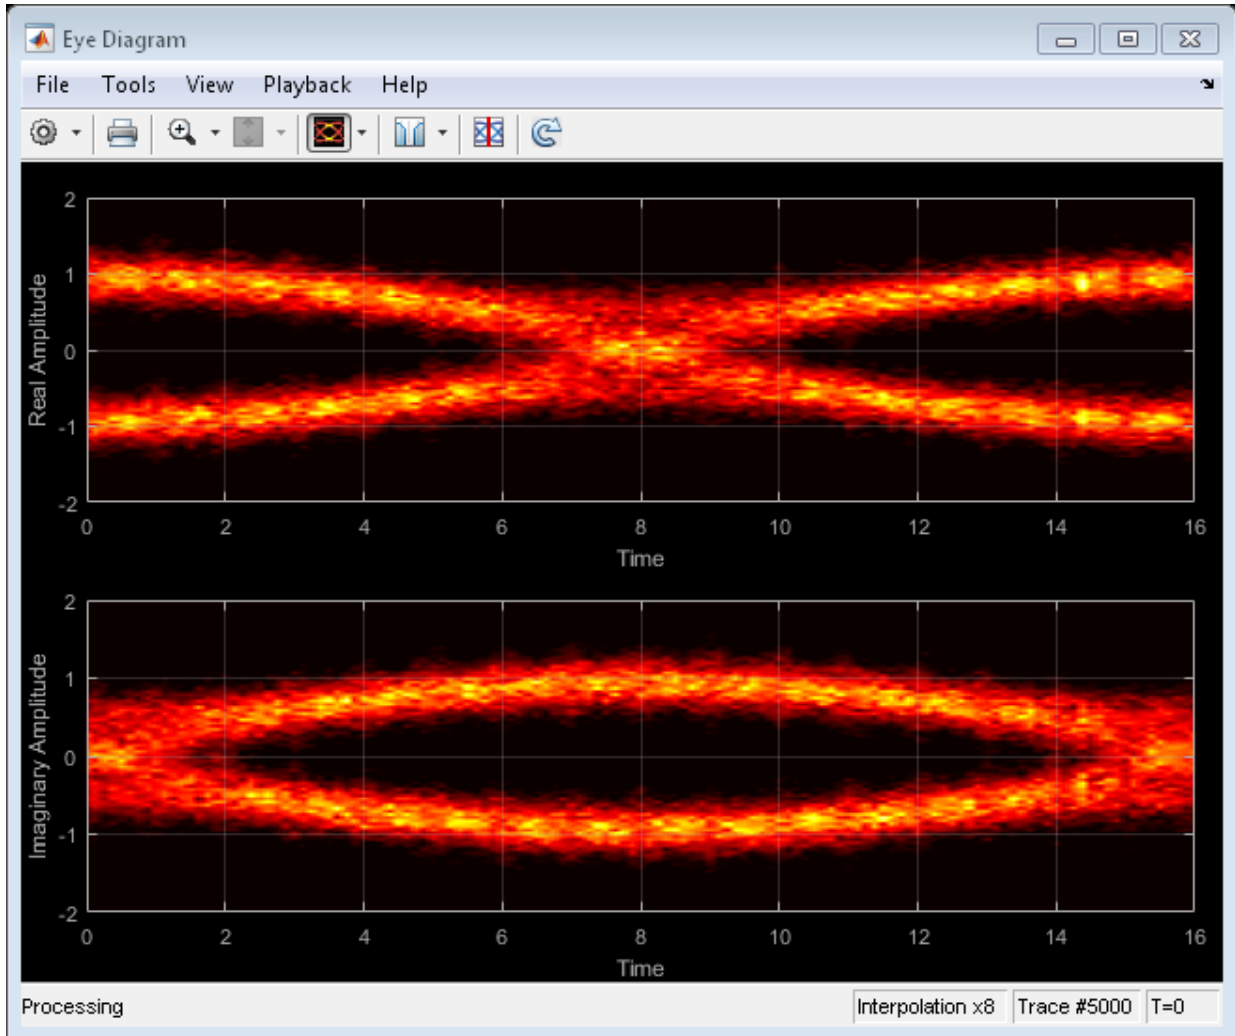 Eye Diagram
File Tools View Playback Help
2
1
0
-1
-2
Real Amplitude
0 2 4 6 8 10 12 14 16
Time
2
1
0
-1
-2
Imaginary Amplitude
0 2 4 6 8 10 12 14 16
Time
Processing Interpolation x8 Trace #5000 T=0